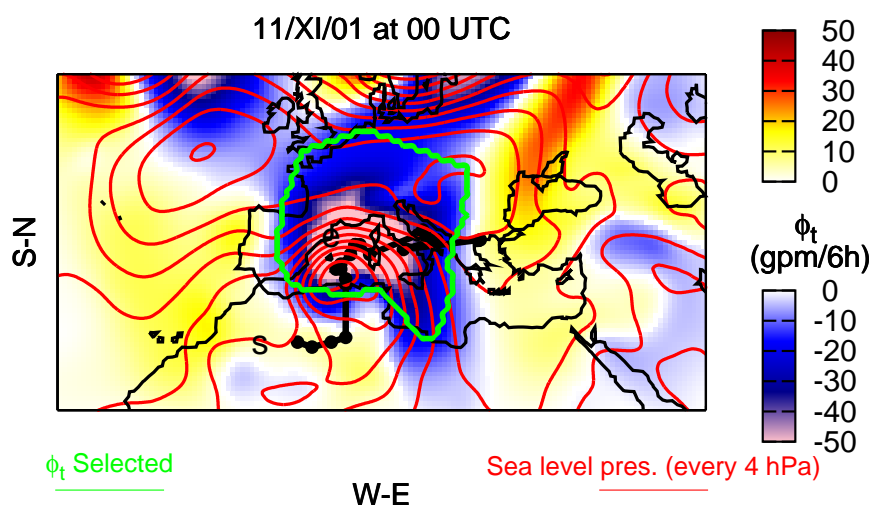 11/XI/01 at 00 UTC
50
40
30
20
10
0
S-N
e
s
ϕt
(gpm/6h)
0
-10
-20
-30
-40
-50
ϕt Selected
Sea level pres. (every 4 hPa)
W-E